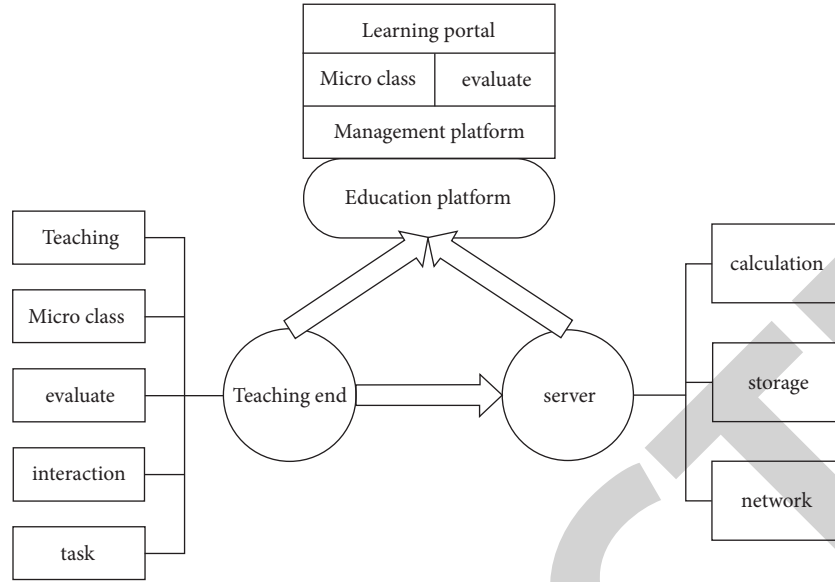 Learning portal
Micro class
evaluate
Management platform
Education platform
Teaching
Micro class
evaluate
interaction
task
Teaching end
server
calculation
storage
network